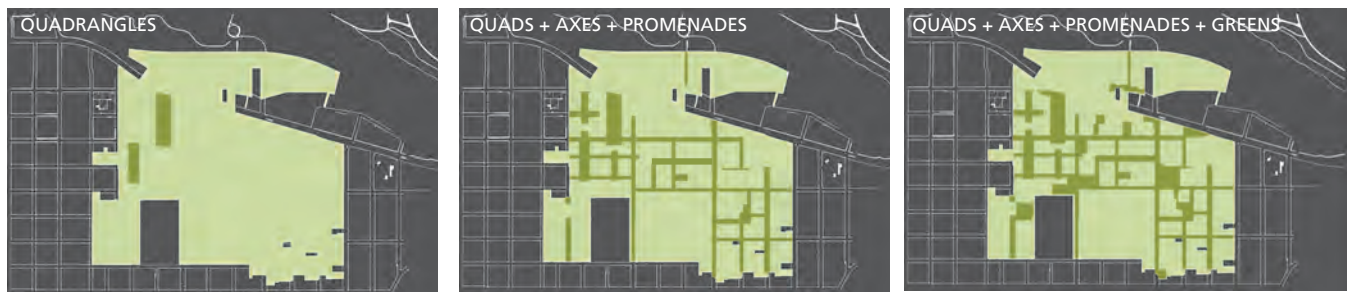 QUADRANGLES
QUADS + AXES + PROMENADES
QUADS + AXES + PROMENADES + GREENS